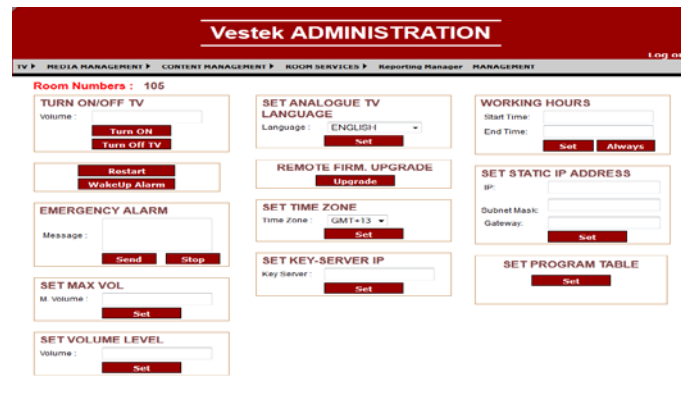 Vestek ADMINISTRATION
Log ou
TV MEDIA MANAGEMENT CONTENT MANAGEMENT ROOM SERVICES Reporting Manager MANAGEMENT
Room Numbers : 105
TURN ON/OFF TV
Volume :
Turn ON
Turn Off TV
Restart
WakeUp Alarm
EMERGENCY ALARM
Message :
Send Stop
SET MAX VOL
M. Volume :
Set
SET VOLUME LEVEL
Volume :
Set
SET ANALOGUE TV
LANGUAGE
Language : ENGLISH
Set
REMOTE FIRM. UPGRADE
Upgrade
SET TIME ZONE
Time Zone : GMT+13
Set
SET KEY-SERVER IP
Key Server :
Set
WORKING HOURS
Start Time:
End Time:
Set Always
SET STATIC IP ADDRESS
IP:
Subnet Mask:
Gateway:
Set
SET PROGRAM TABLE
Set